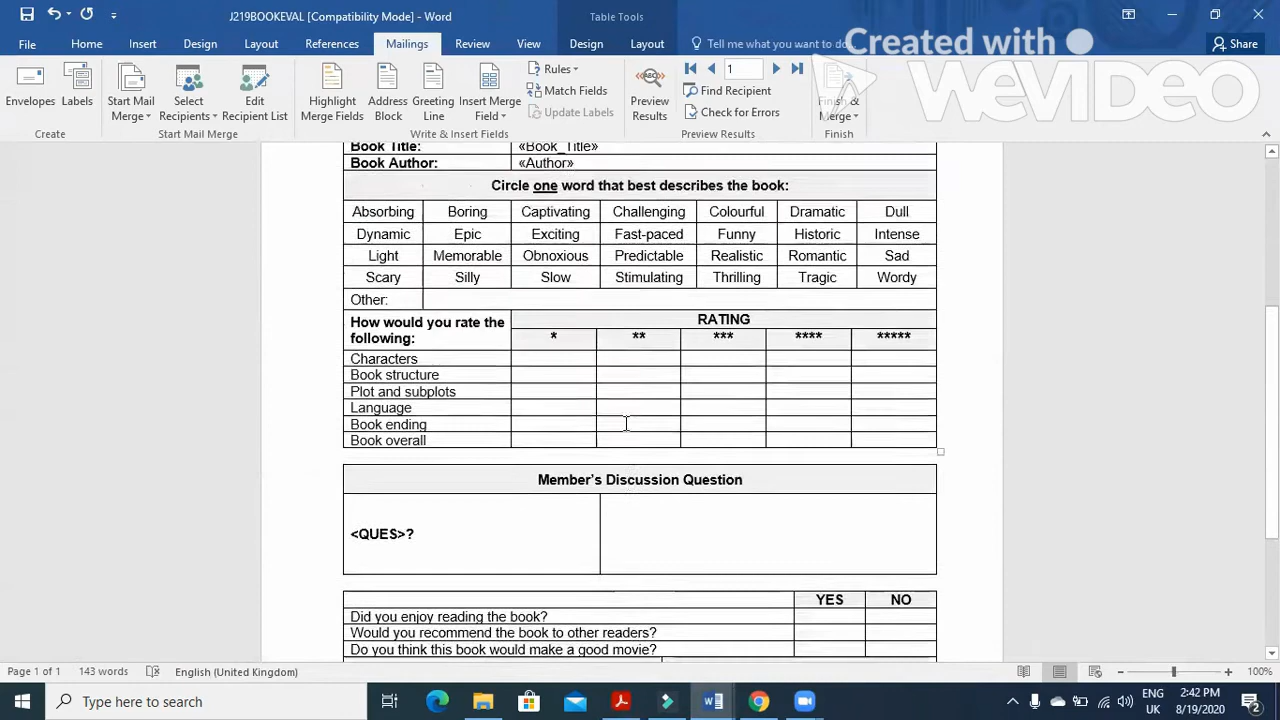 J219BOOKEVAL [Compatibility Mode] - Word
Table Tools
File Home Insert Design Layout References Mailings Review View Design Layout Tell me what you want to do... Share
Created with
WEVIDEO
Envelopes Labels Start Mail Merge Select Recipients Edit Recipient List Highlight Merge Fields Address Block Greeting Line Insert Merge Field Preview Results Finish & Merge
Rules
Match Fields
Update Labels
1
Find Recipient
Check for Errors
Create Start Mail Merge Write & Insert Fields Preview Results Finish
Book Title: «Book_Title»
Book Author: «Author»
Circle one word that best describes the book:
Absorbing Boring Captivating Challenging Colourful Dramatic Dull
Dynamic Epic Exciting Fast-paced Funny Historic Intense
Light Memorable Obnoxious Predictable Realistic Romantic Sad
Scary Silly Slow Stimulating Thrilling Tragic Wordy
Other:
How would you rate the following:
RATING
* ** *** **** *****
Characters
Book structure
Plot and subplots
Language
Book ending
Book overall
Member's Discussion Question
<QUES>?
YES NO
Did you enjoy reading the book?
Would you recommend the book to other readers?
Do you think this book would make a good movie?
Page 1 of 1 143 words English (United Kingdom) 100%
Type here to search
ENG
UK
2:42 PM
8/19/2020
2